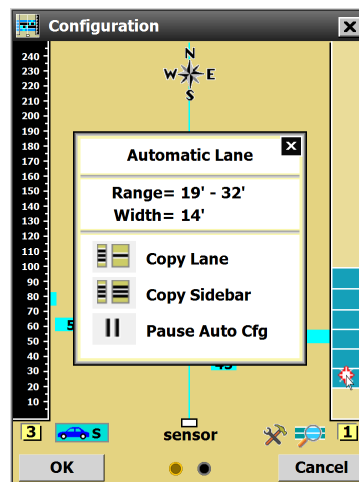 Configuration
240
230
220
210
200
190
180
170
160
150
140
130
120
110
100
90
80
70
60
50
40
30
20
10
N
W E
S
Automatic Lane
Range= 19' - 32'
Width= 14'
Copy Lane
Copy Sidebar
Pause Auto Cfg
3
S
sensor
1
OK
Cancel